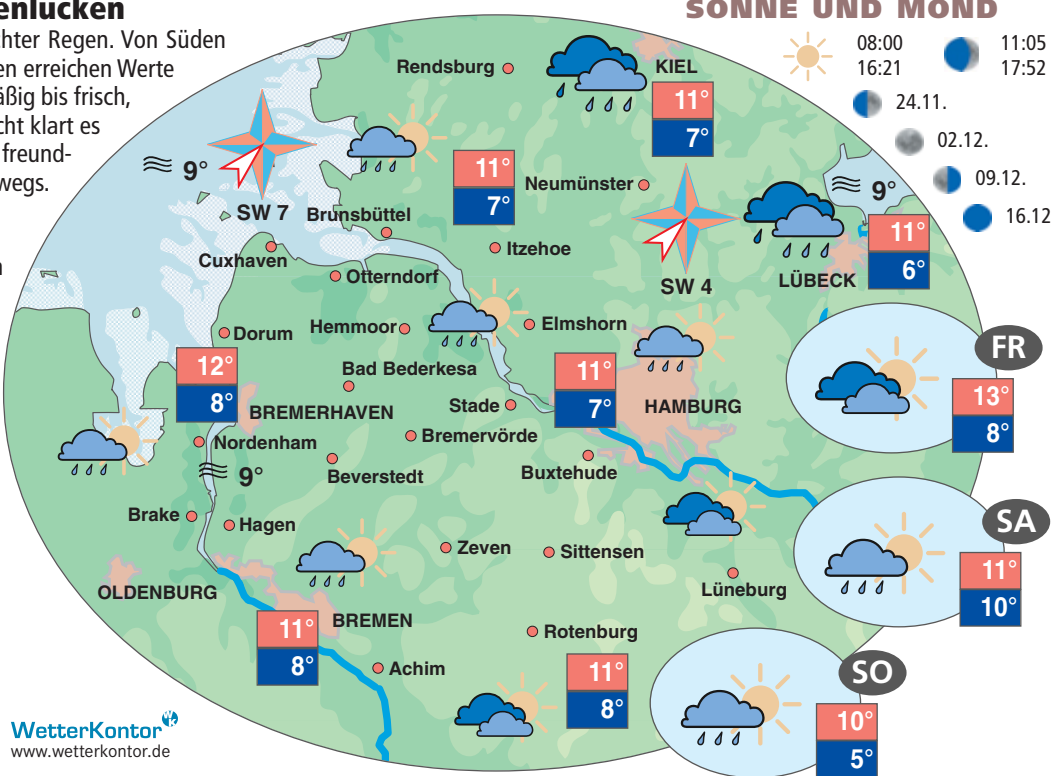 enlücken
chter Regen. Von Süden
en erreichen Werte
äßig bis frisch,
cht klart es
freund-
wegs.
n
SONNE UND MOND
08:00
16:21
11:05
17:52
24.11.
02.12.
09.12.
16.12
Rendsburg
KIEL
11°
7°
9°
SW 7
11°
7°
Neumünster
9°
Brunsbüttel
SW 4
LÜBECK
11°
6°
Cuxhaven
Itzehoe
Otterndorf
Dorum
Hemmoor
Elmshorn
12°
8°
Bad Bederkesa
11°
7°
BREMERHAVEN
Stade
HAMBURG
FR
13°
8°
Nordenham
Bremervörde
9°
Beverstedt
Buxtehude
Brake
Hagen
Zeven
Sittensen
SA
11°
10°
OLDENBURG
Lüneburg
11°
8°
BREMEN
Rotenburg
Achim
11°
8°
SO
10°
5°
WetterKontor
www.wetterkontor.de